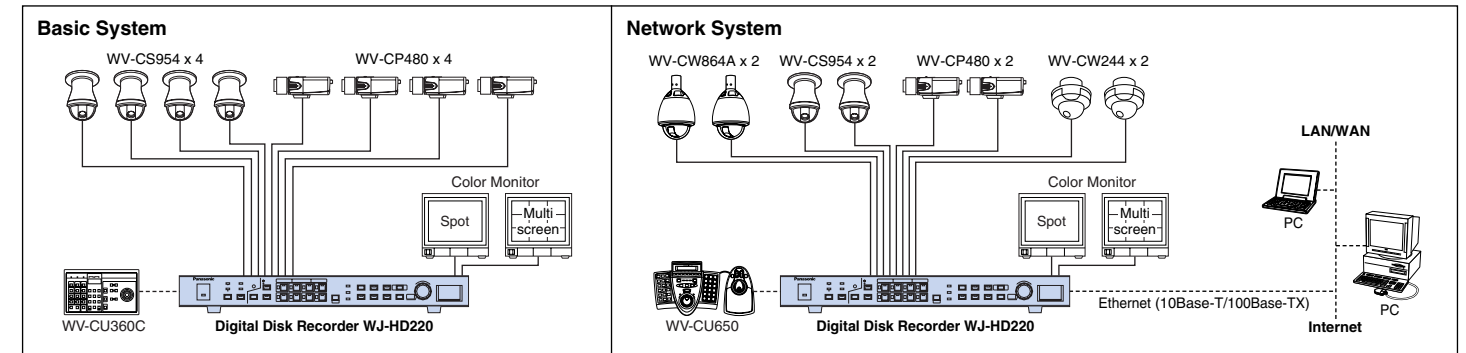 Basic System
WV-CS954 x 4
WV-CP480 x 4
Color Monitor
Spot
Multi
screen
Panasonic
WV-CU360C
Digital Disk Recorder WJ-HD220
Network System
WV-CW864A x 2
WV-CS954 x 2
WV-CP480 x 2
WV-CW244 x 2
LAN/WAN
Color Monitor
Spot
Multi
screen
PC
Panasonic
WV-CU650
Digital Disk Recorder WJ-HD220
Ethernet (10Base-T/100Base-TX)
PC
Internet